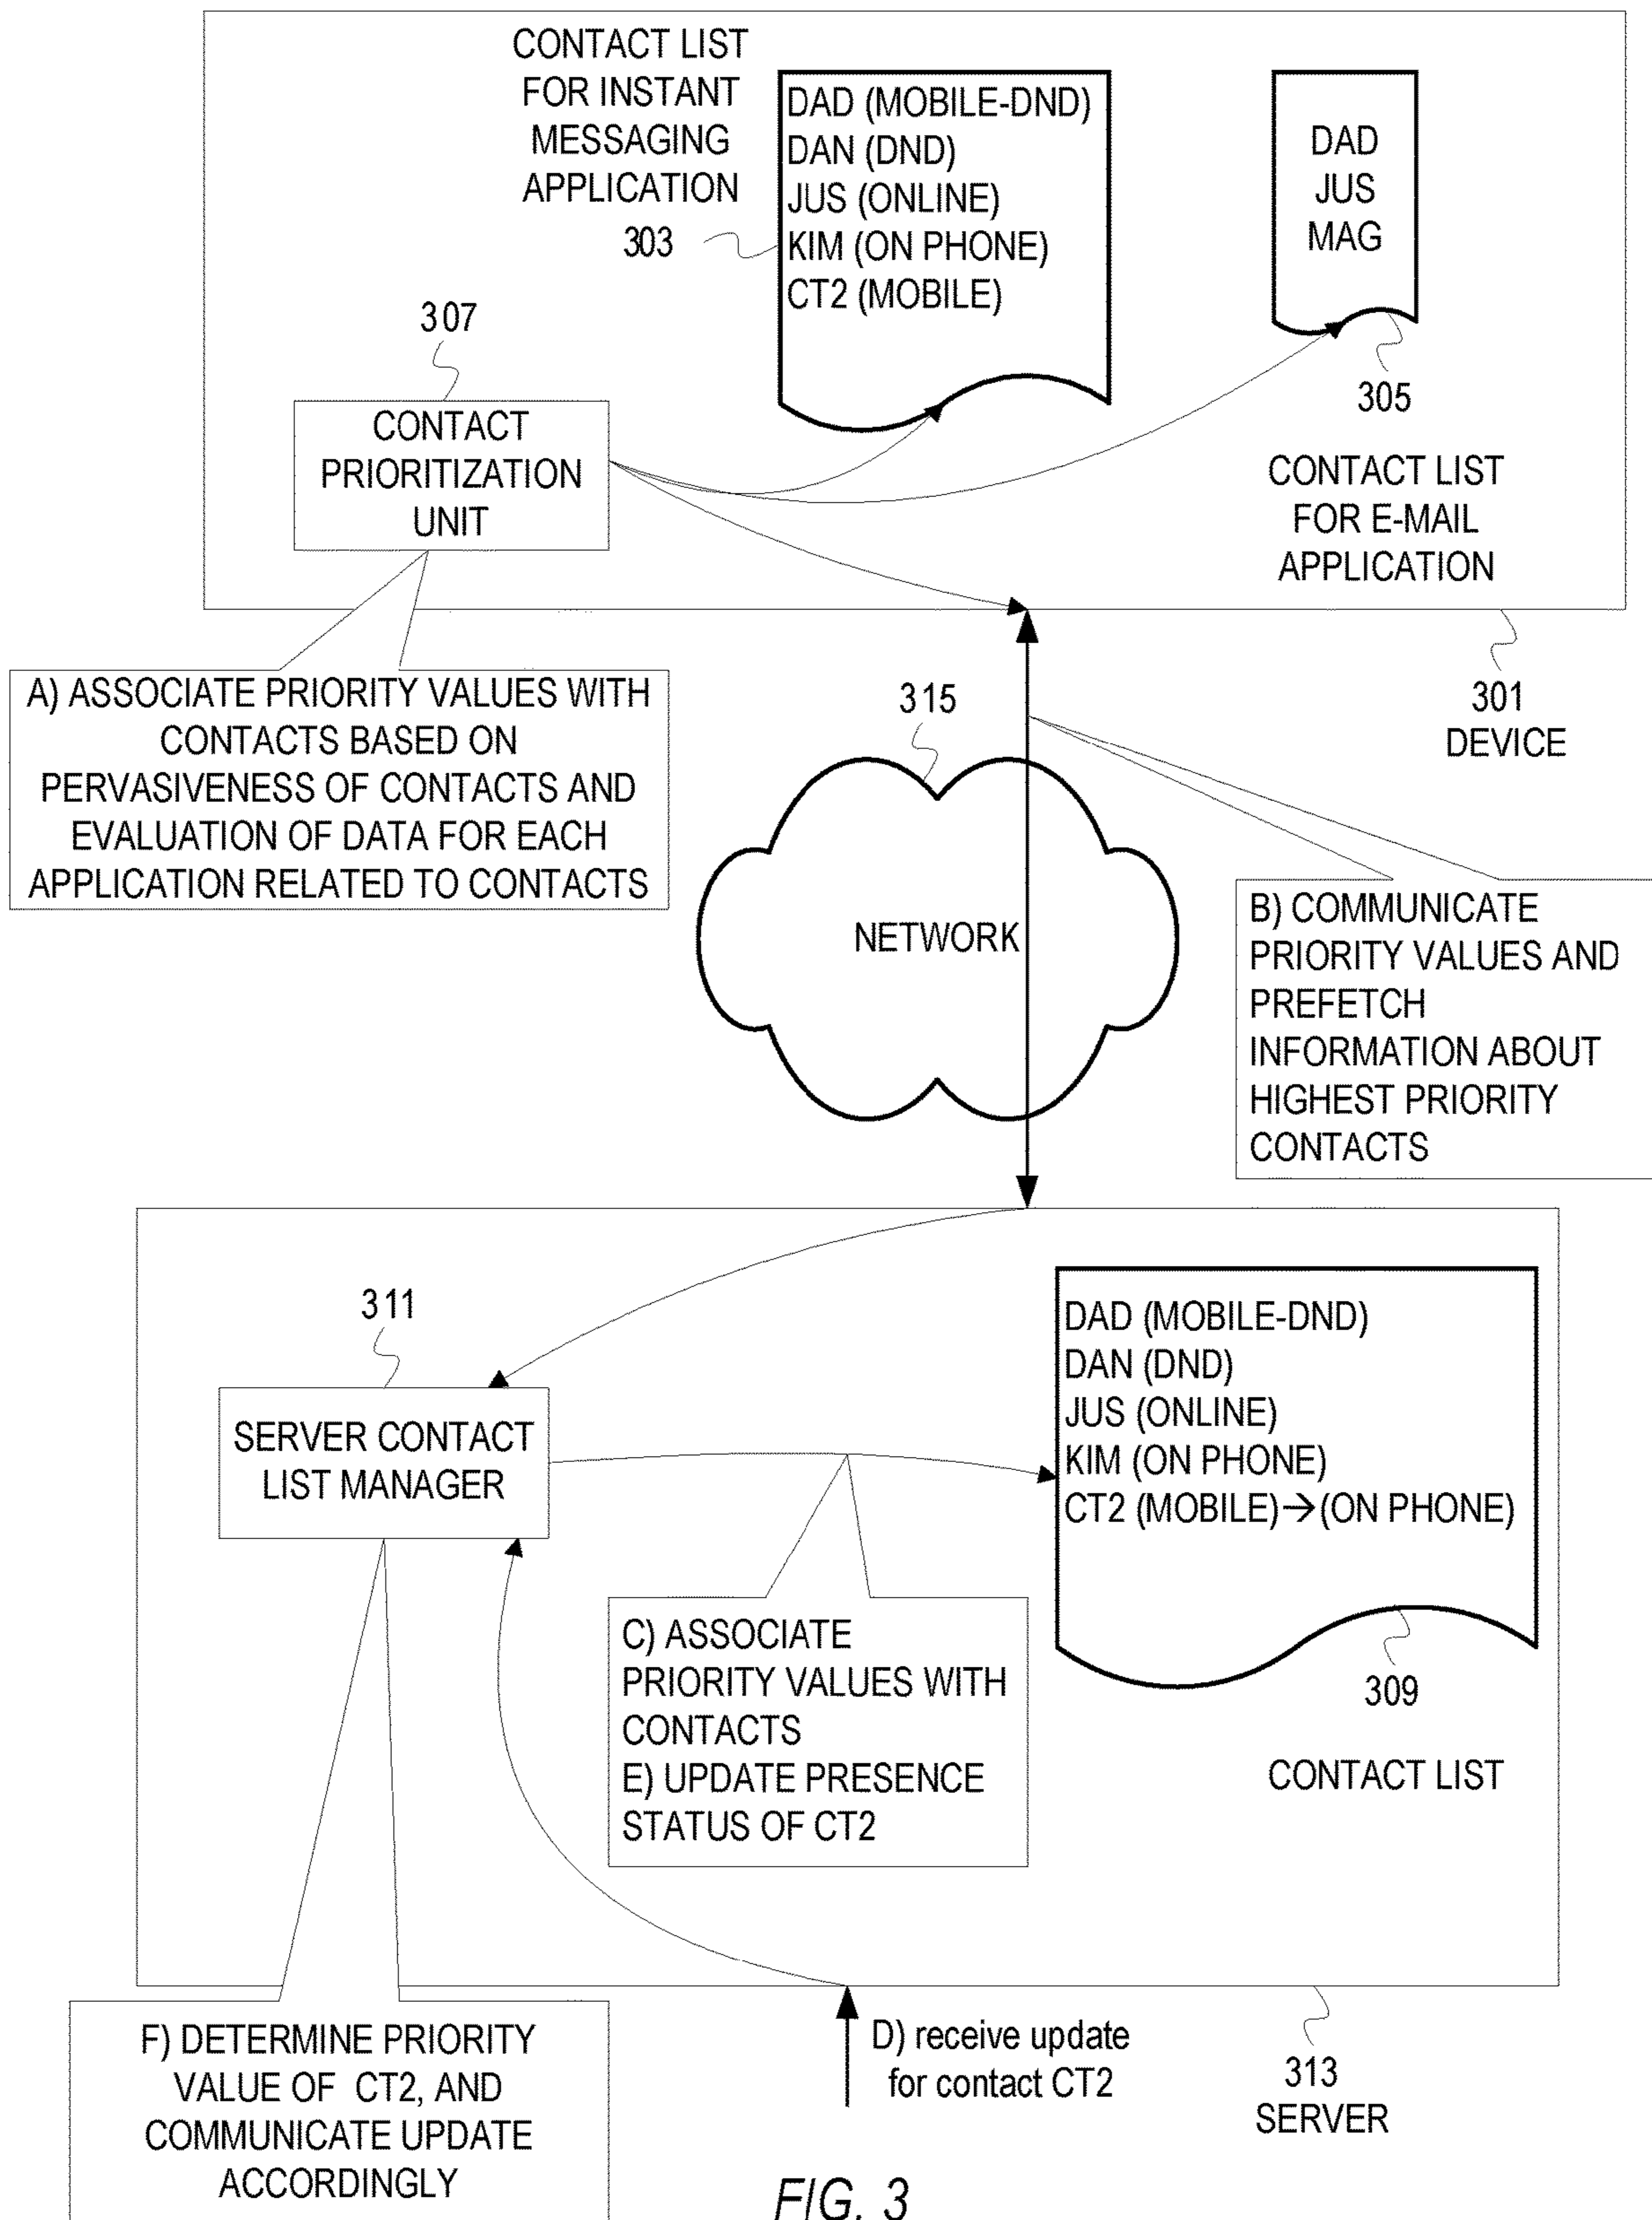 CONTACT LIST
FOR INSTANT
MESSAGING
APPLICATION
303
DAD (MOBILE-DND)
DAN (DND)
JUS (ONLINE)
KIM (ON PHONE)
CT2 (MOBILE)
DAD
JUS
MAG
305
CONTACT LIST
FOR E-MAIL
APPLICATION
307
CONTACT
PRIORITIZATION
UNIT
A) ASSOCIATE PRIORITY VALUES WITH
CONTACTS BASED ON
PERVASIVENESS OF CONTACTS AND
EVALUATION OF DATA FOR EACH
APPLICATION RELATED TO CONTACTS
301
DEVICE
315
NETWORK
B) COMMUNICATE
PRIORITY VALUES AND
PREFETCH
INFORMATION ABOUT
HIGHEST PRIORITY
CONTACTS
311
SERVER CONTACT
LIST MANAGER
DAD (MOBILE-DND)
DAN (DND)
JUS (ONLINE)
KIM (ON PHONE)
CT2 (MOBILE)→(ON PHONE)
309
CONTACT LIST
C) ASSOCIATE
PRIORITY VALUES WITH
CONTACTS
E) UPDATE PRESENCE
STATUS OF CT2
F) DETERMINE PRIORITY
VALUE OF CT2, AND
COMMUNICATE UPDATE
ACCORDINGLY
D) receive update
for contact CT2
313
SERVER
FIG. 3